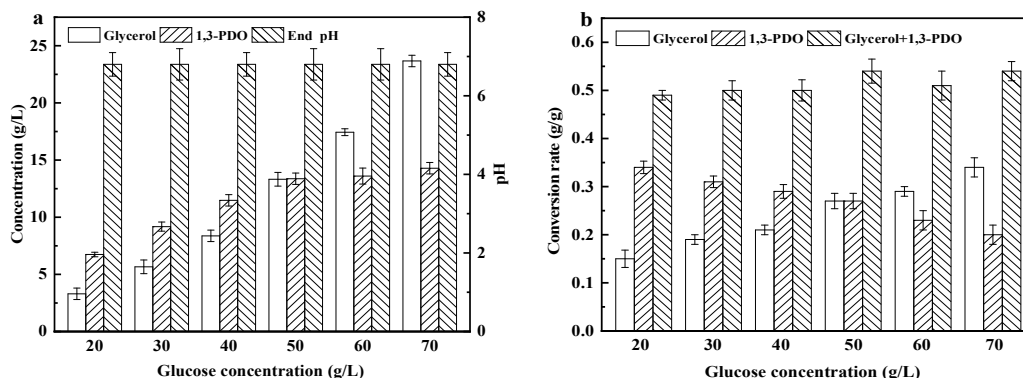 a
Glycerol 1,3-PDO End pH
25
20
15
10
5
0
8
6
4
2
0
Concentration (g/L)
pH
20 30 40 50 60 70
Glucose concentration (g/L)
b
Glycerol 1,3-PDO Glycerol+1,3-PDO
0.6
0.5
0.4
0.3
0.2
0.1
0.0
Conversion rate (g/g)
20 30 40 50 60 70
Glucose concentration (g/L)